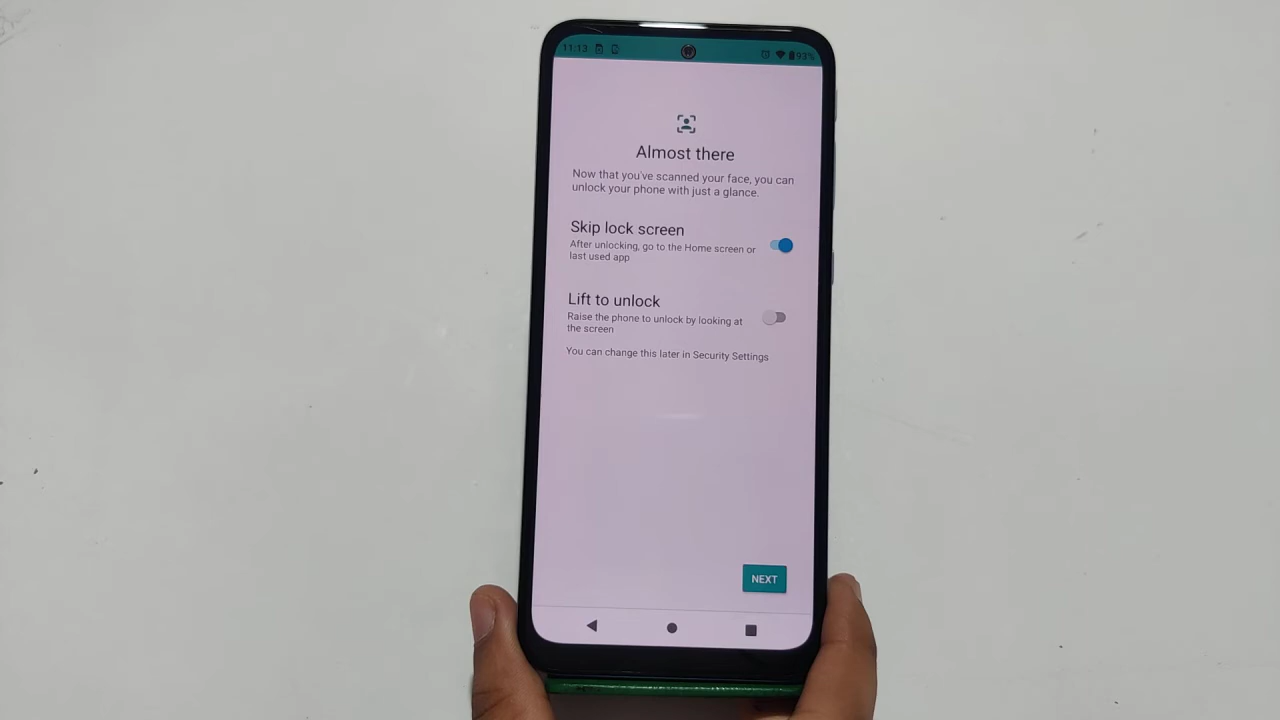 11:13 93%
Almost there
Now that you've scanned your face, you can
unlock your phone with just a glance.
Skip lock screen
After unlocking, go to the Home screen or
last used app
Lift to unlock
Raise the phone to unlock by looking at
the screen
You can change this later in Security Settings
NEXT